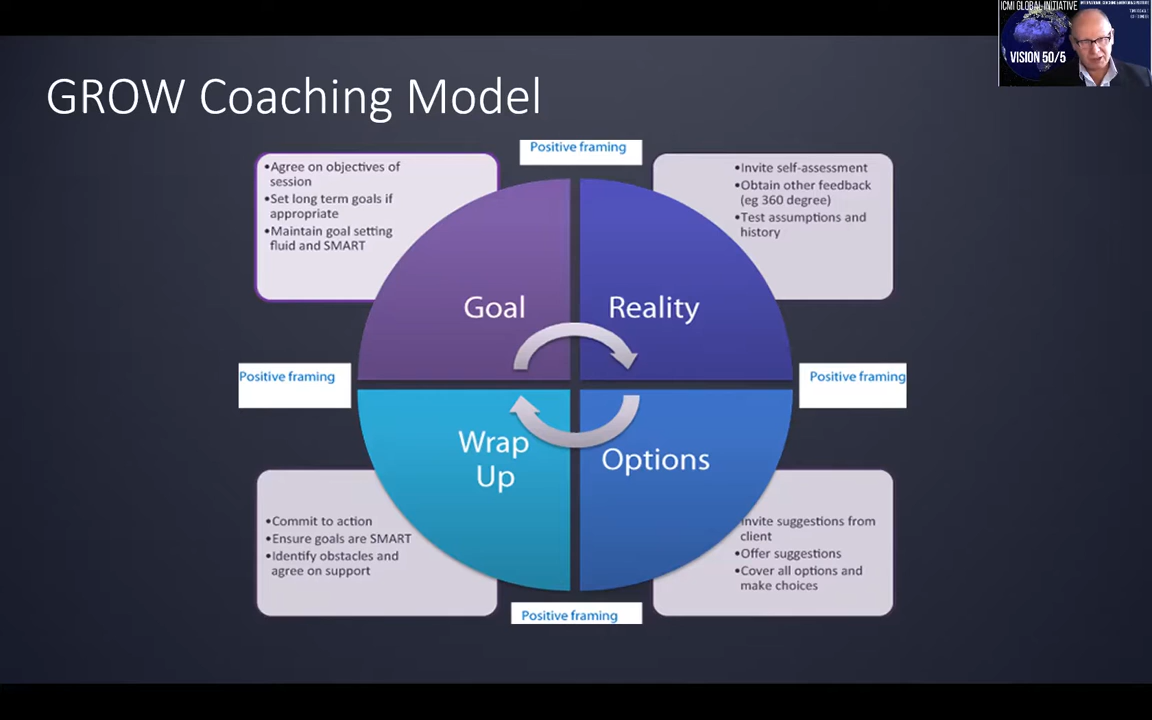 ICMI GLOBAL INITIATIVE
VISION 50/5
GROW Coaching Model
Positive framing
•Agree on objectives of
session
•Set long term goals if
appropriate
•Maintain goal setting
fluid and SMART
•Invite self-assessment
•Obtain other feedback
(eg 360 degree)
•Test assumptions and
history
Goal
Reality
Positive framing
Positive framing
Wrap
Up
Options
•Commit to action
•Ensure goals are SMART
•Identify obstacles and
agree on support
Invite suggestions from
client
•Offer suggestions
•Cover all options and
make choices
Positive framing